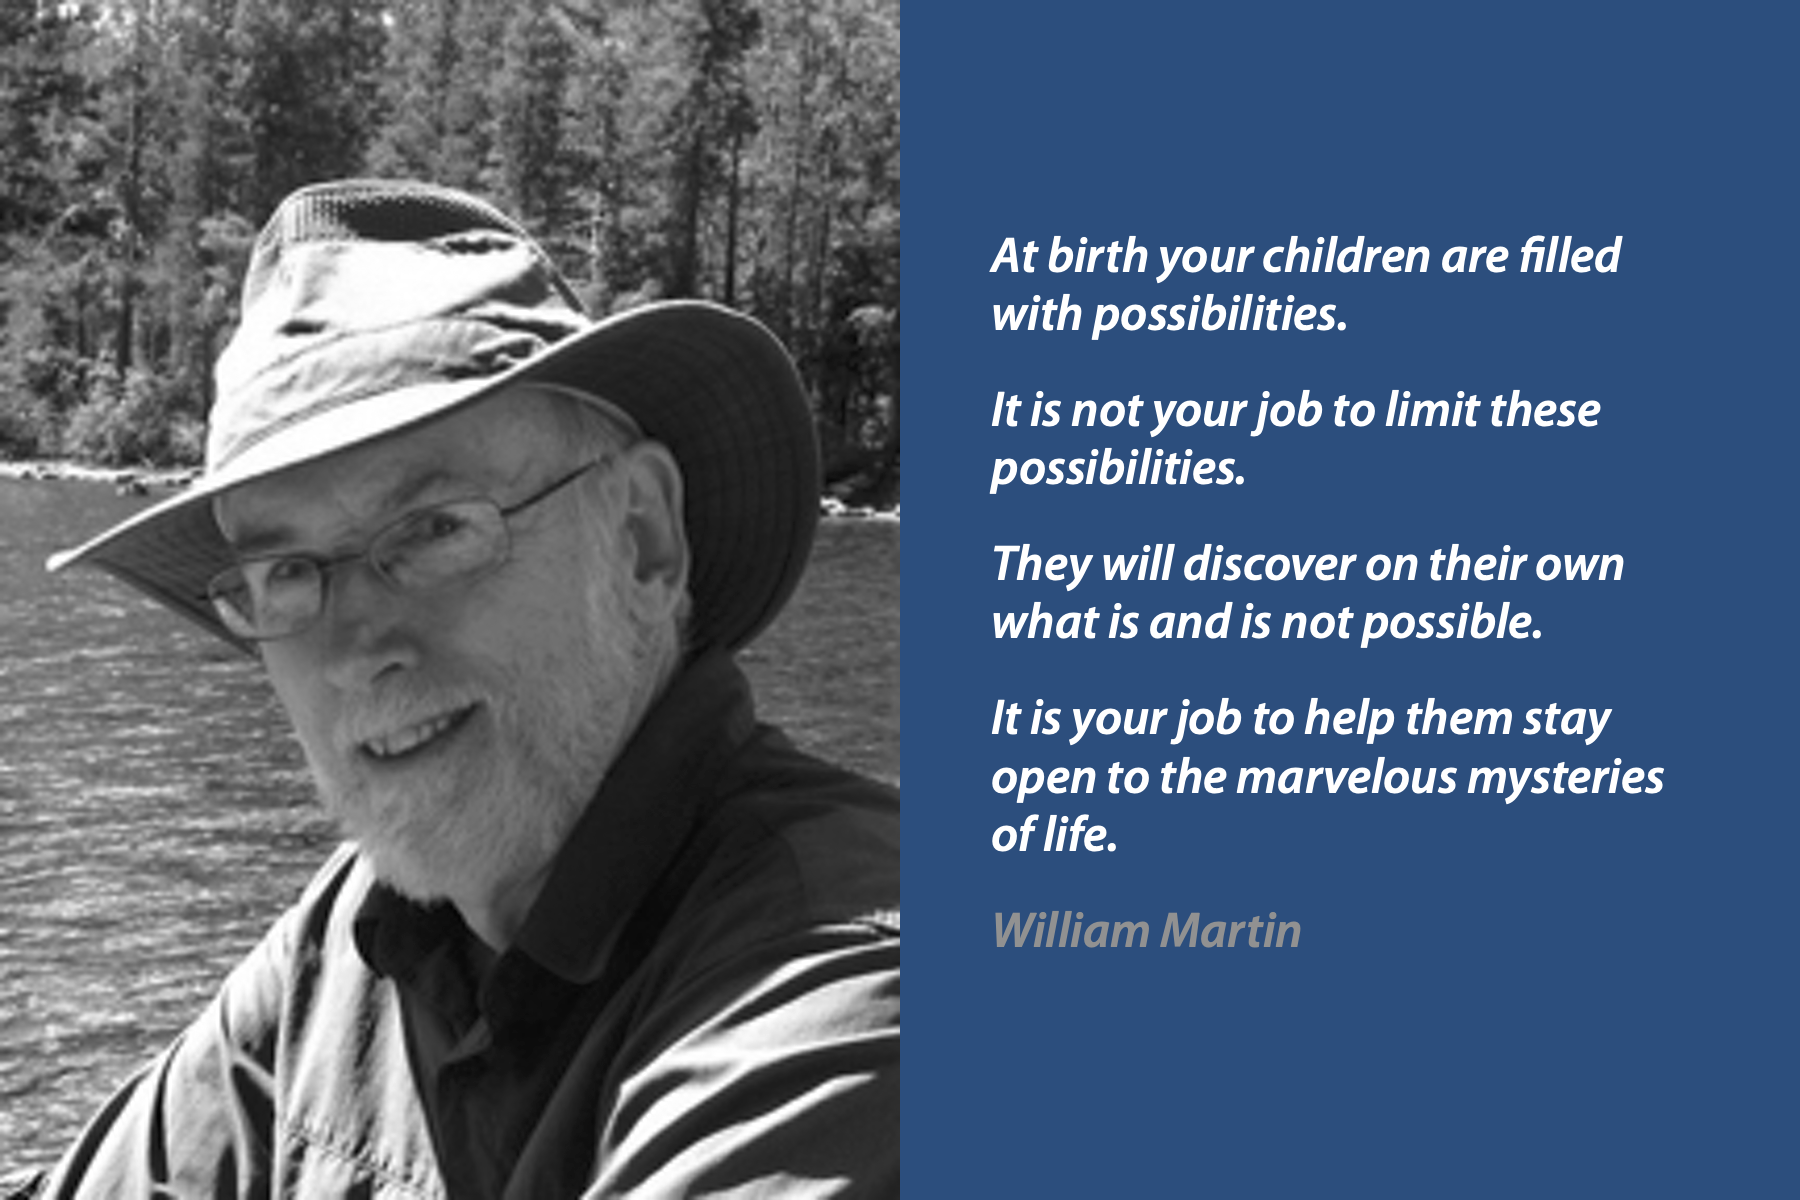 At birth your children are filled
with possibilities.
It is not your job to limit these
possibilities.
They will discover on their own
what is and is not possible.
It is your job to help them stay
open to the marvelous mysteries
of life.
William Martin